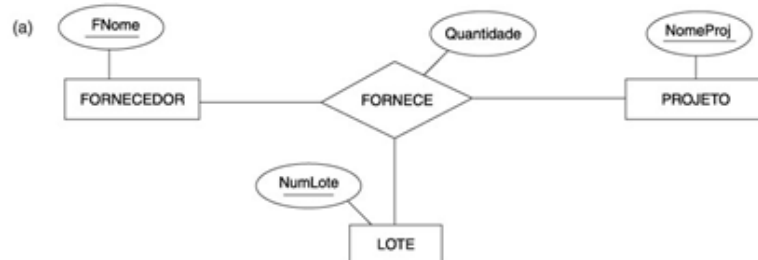 (a)
FNome
Quantidade
NomeProj
FORNECEDOR
FORNECE
PROJETO
NumLote
LOTE